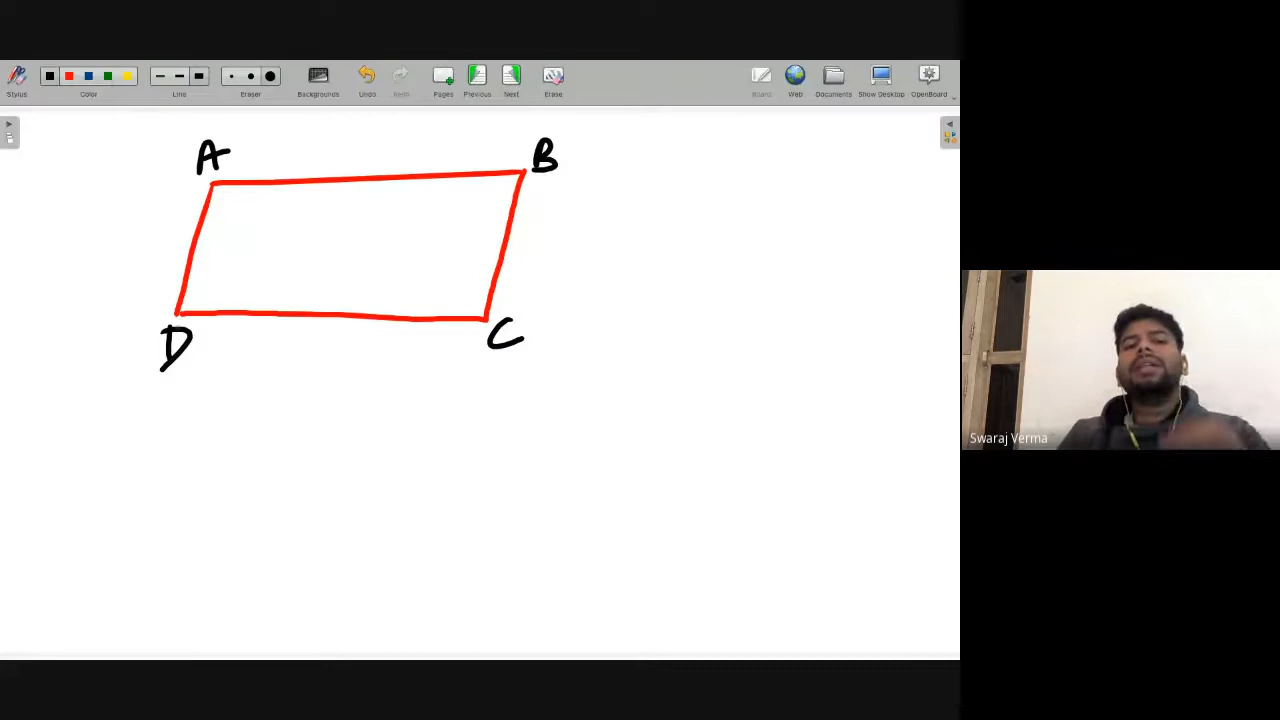 Stylus Color Line Eraser Backgrounds Undo Redo Pages Previous Next Erase Board Web Documents Show Desktop OpenBoard
A B
D C
Swaraj Verma